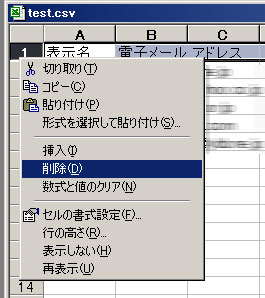 test.csv
A B C
1 表示名 電子メール アドレス
切り取り(T)
コピー(C)
貼り付け(P)
形式を選択して貼り付け(S)...
挿入(I)
削除(D)
数式と値のクリア(N)
セルの書式設定(F)...
行の高さ(R)...
表示しない(H)
再表示(U)
14